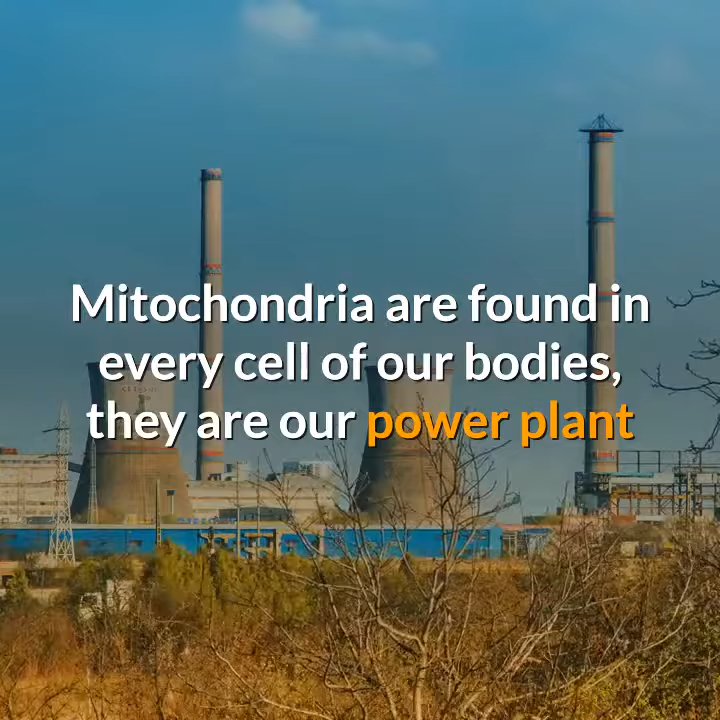 Mitochondria are found in
every cell of our bodies,
they are our power plant